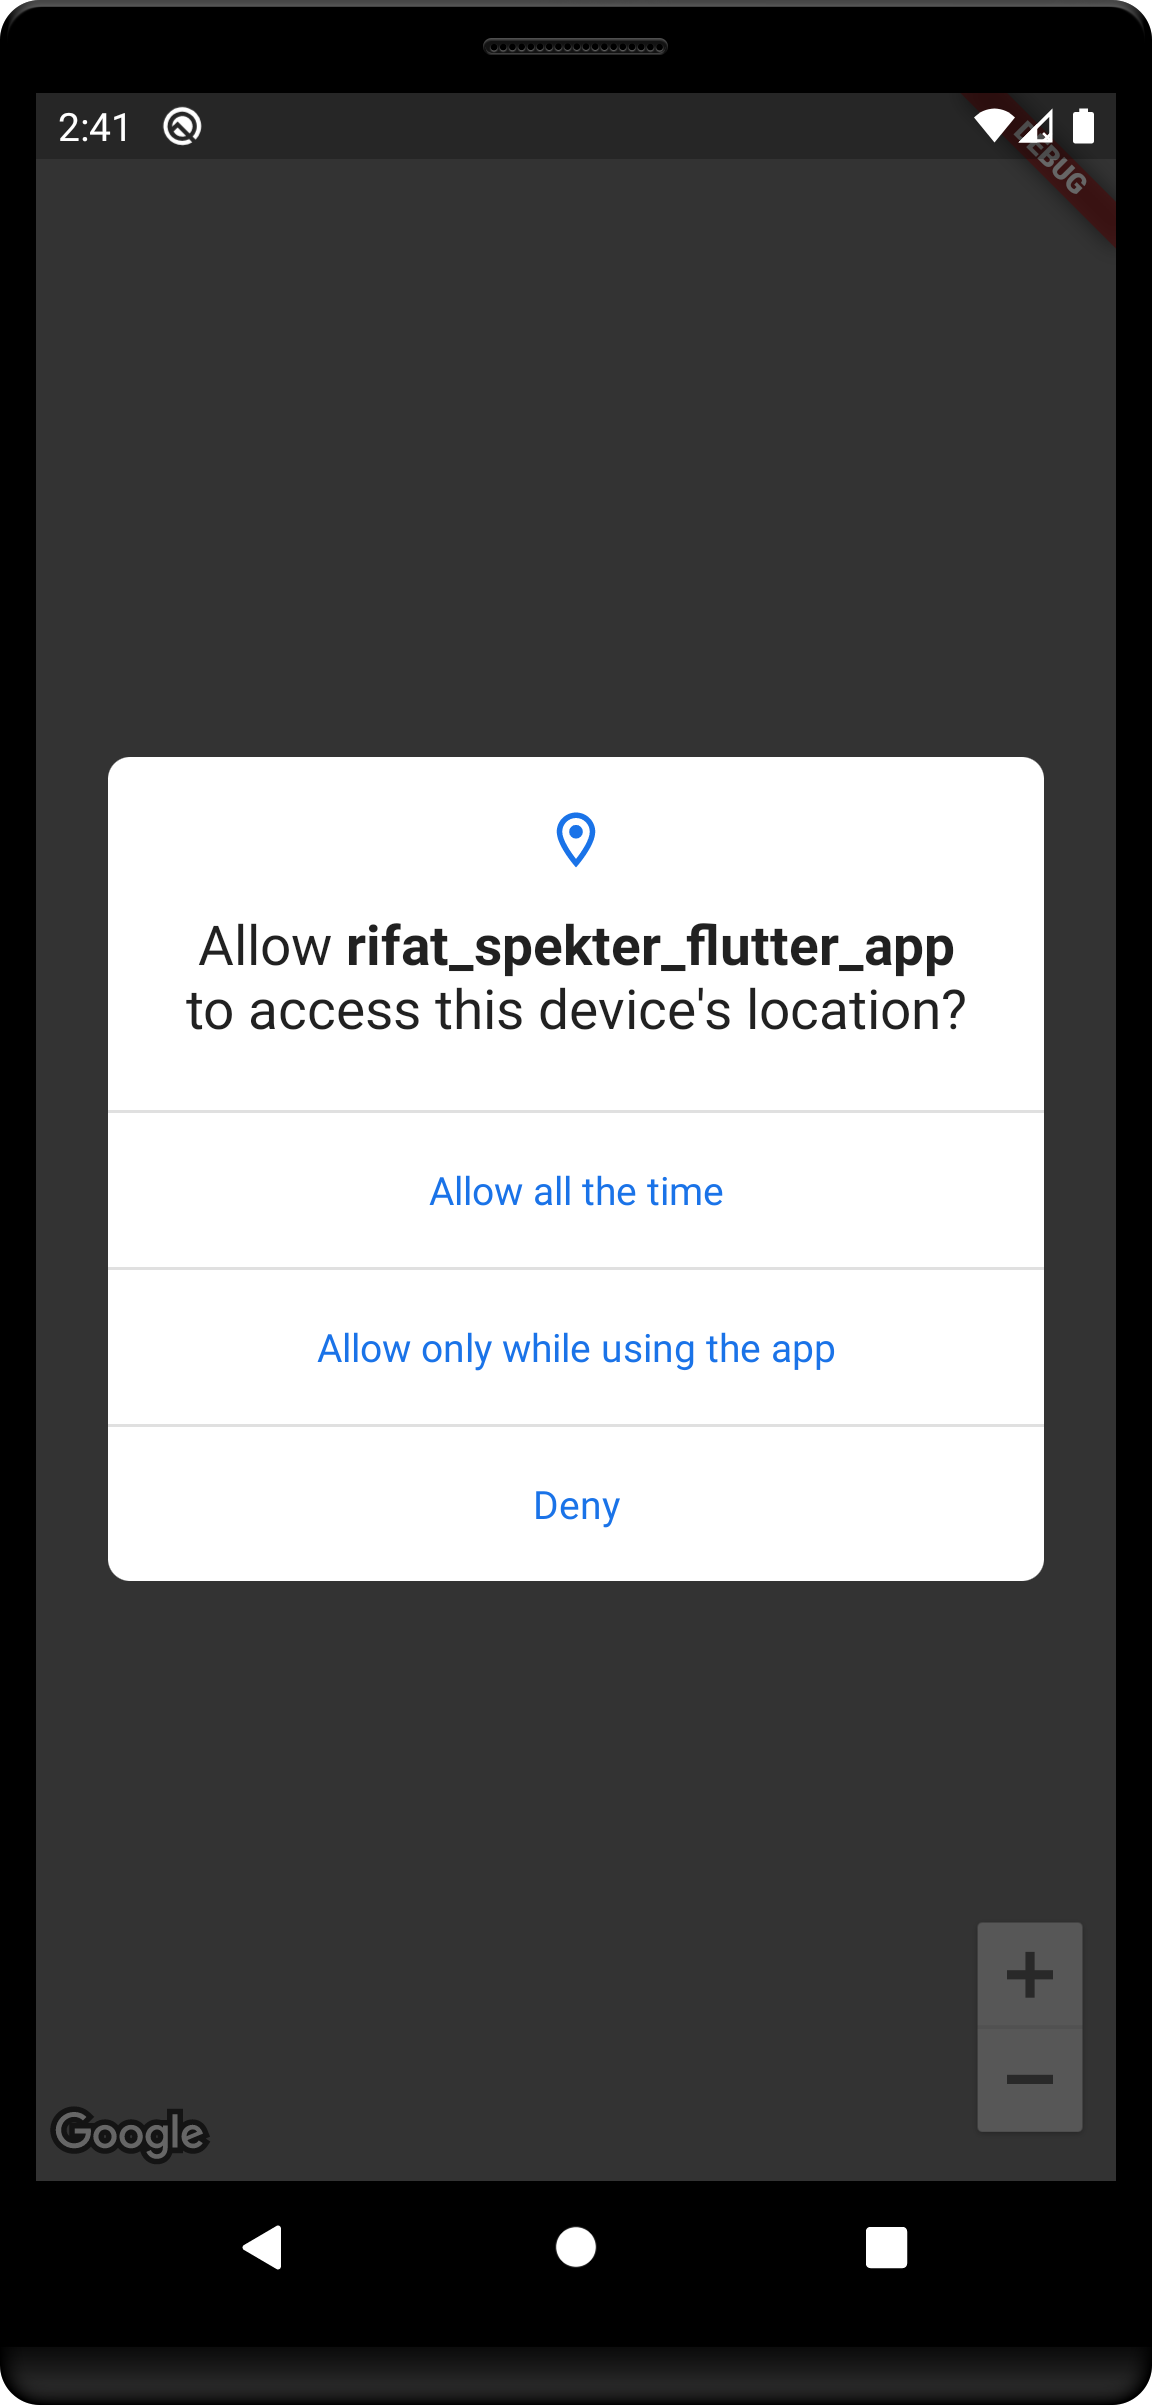 2:41
DEBUG
Allow rifat_spekter_flutter_app
to access this device's location?
Allow all the time
Allow only while using the app
Deny
Google